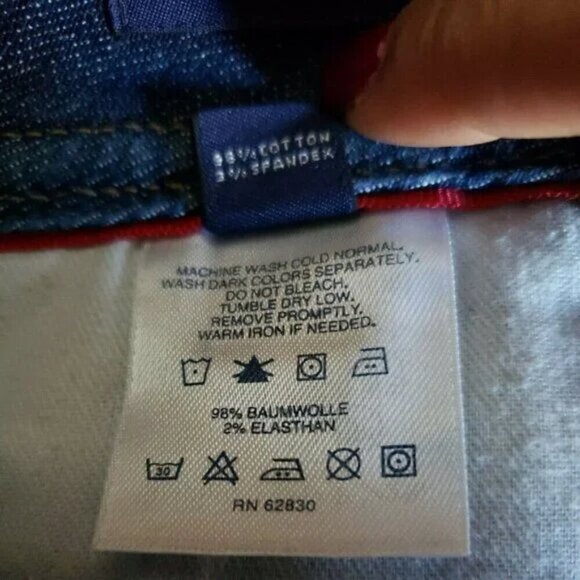 98% COTTON
2% SPANDEX
MACHINE WASH COLD NORMAL.
WASH DARK COLORS SEPARATELY.
DO NOT BLEACH.
TUMBLE DRY LOW.
REMOVE PROMPTLY.
WARM IRON IF NEEDED.
98% BAUMWOLLE
2% ELASTHAN
30
RN 62830